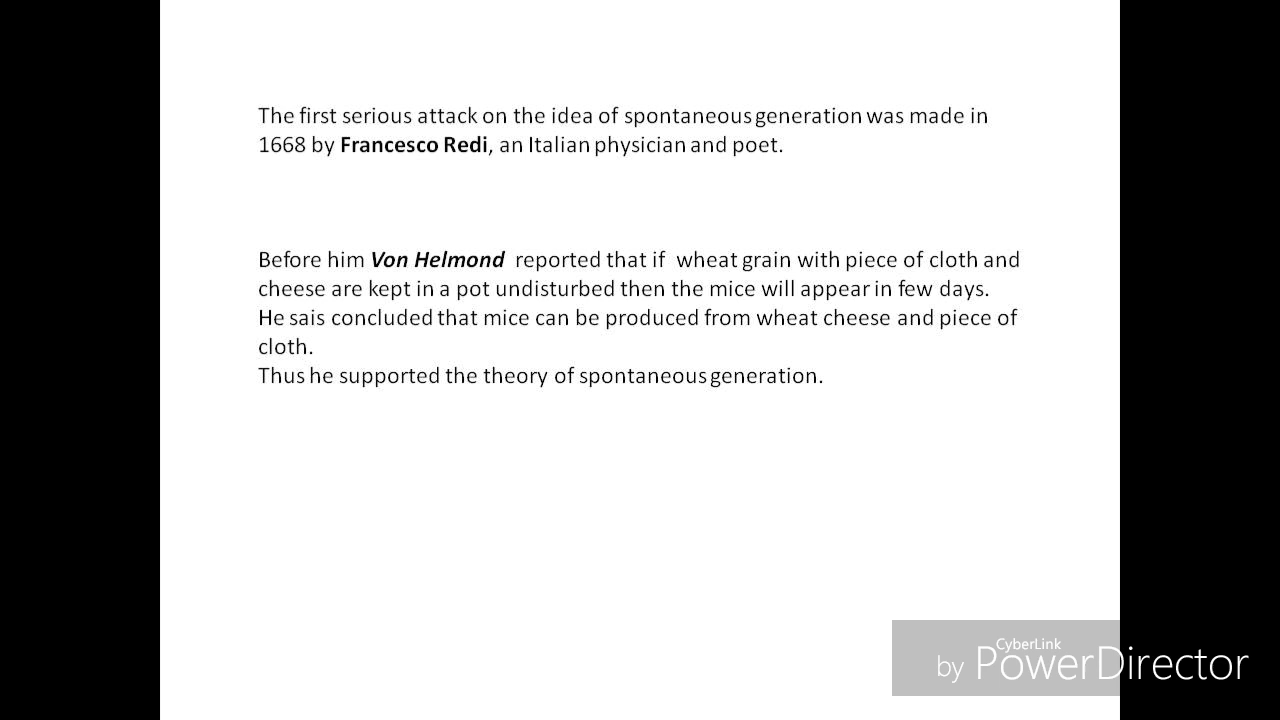 The first serious attack on the idea of spontaneous generation was made in
1668 by Francesco Redi, an Italian physician and poet.
Before him Von Helmond reported that if wheat grain with piece of cloth and
cheese are kept in a pot undisturbed then the mice will appear in few days.
He sais concluded that mice can be produced from wheat cheese and piece of
cloth.
Thus he supported the theory of spontaneous generation.
CyberLink
by PowerDirector